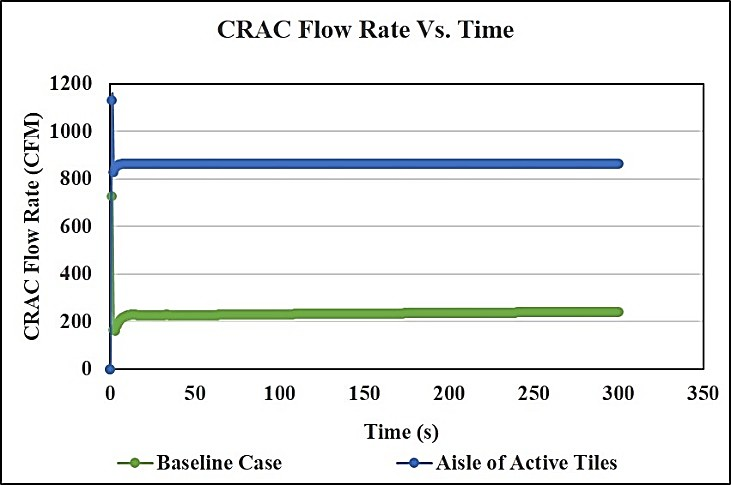 CRAC Flow Rate Vs. Time
CRAC Flow Rate (CFM)
1200
1000
800
600
400
200
0
0 50 100 150 200 250 300 350
Time (s)
Baseline Case Aisle of Active Tiles